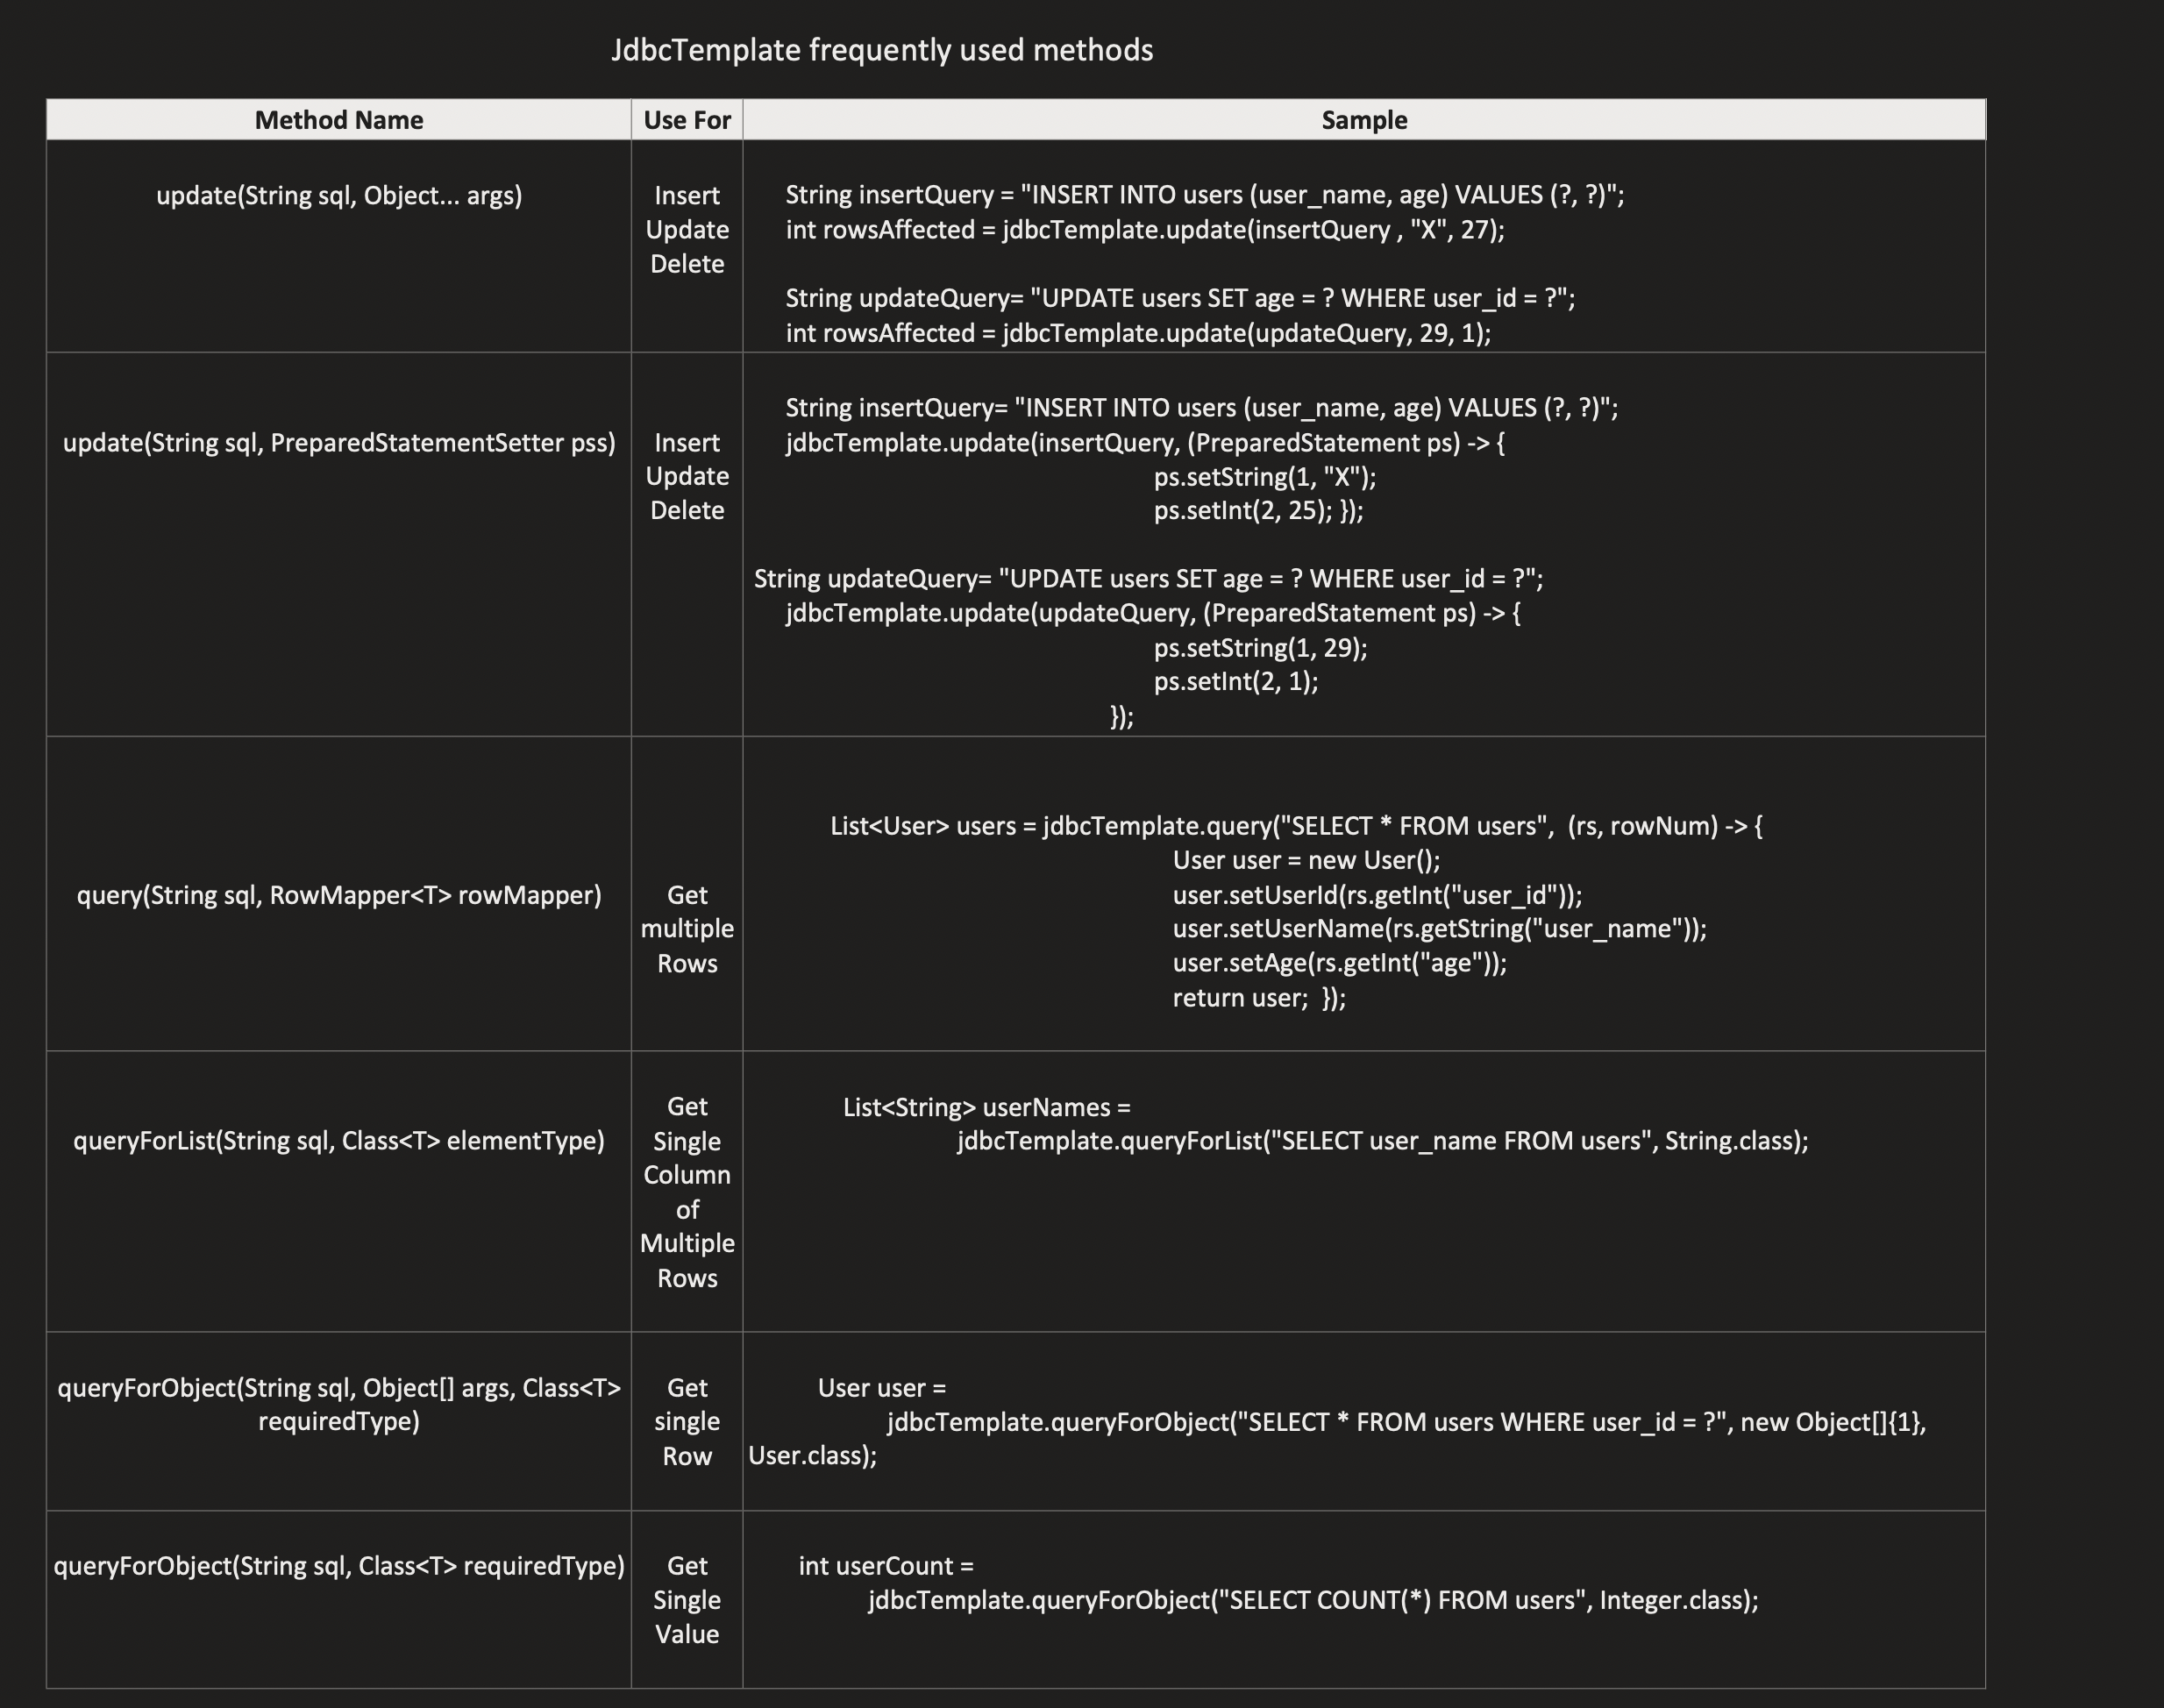 JdbcTemplate frequently used methods
Method Name
Use For
Sample
update(String sql, Object... args)
Insert
Update
Delete
String insertQuery = "INSERT INTO users (user_name, age) VALUES (?, ?)";
int rowsAffected = jdbcTemplate.update(insertQuery , "X", 27);
String updateQuery= "UPDATE users SET age = ? WHERE user_id = ?";
int rowsAffected = jdbcTemplate.update(updateQuery, 29, 1);
update(String sql, PreparedStatementSetter pss)
Insert
Update
Delete
String insertQuery= "INSERT INTO users (user_name, age) VALUES (?, ?)";
jdbcTemplate.update(insertQuery, (PreparedStatement ps) -> {
ps.setString(1, "X");
ps.setInt(2, 25); });
String updateQuery= "UPDATE users SET age = ? WHERE user_id = ?";
jdbcTemplate.update(updateQuery, (PreparedStatement ps) -> {
ps.setString(1, 29);
ps.setInt(2, 1);
});
query(String sql, RowMapper<T> rowMapper)
Get
multiple
Rows
List<User> users = jdbcTemplate.query("SELECT * FROM users",  (rs, rowNum) -> {
User user = new User();
user.setUserId(rs.getInt("user_id"));
user.setUserName(rs.getString("user_name"));
user.setAge(rs.getInt("age"));
return user;  });
queryForList(String sql, Class<T> elementType)
Get
Single
Column
of
Multiple
Rows
List<String> userNames =
jdbcTemplate.queryForList("SELECT user_name FROM users", String.class);
queryForObject(String sql, Object[] args, Class<T>
requiredType)
Get
single
Row
User user =
jdbcTemplate.queryForObject("SELECT * FROM users WHERE user_id = ?", new Object[]{1},
User.class);
queryForObject(String sql, Class<T> requiredType)
Get
Single
Value
int userCount =
jdbcTemplate.queryForObject("SELECT COUNT(*) FROM users", Integer.class);